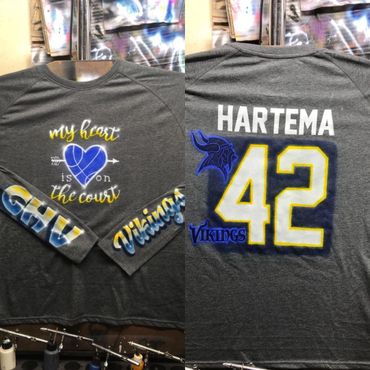 my heart
is on
the court
GHV
Vikings
HARTEMA
42
VIKINGS